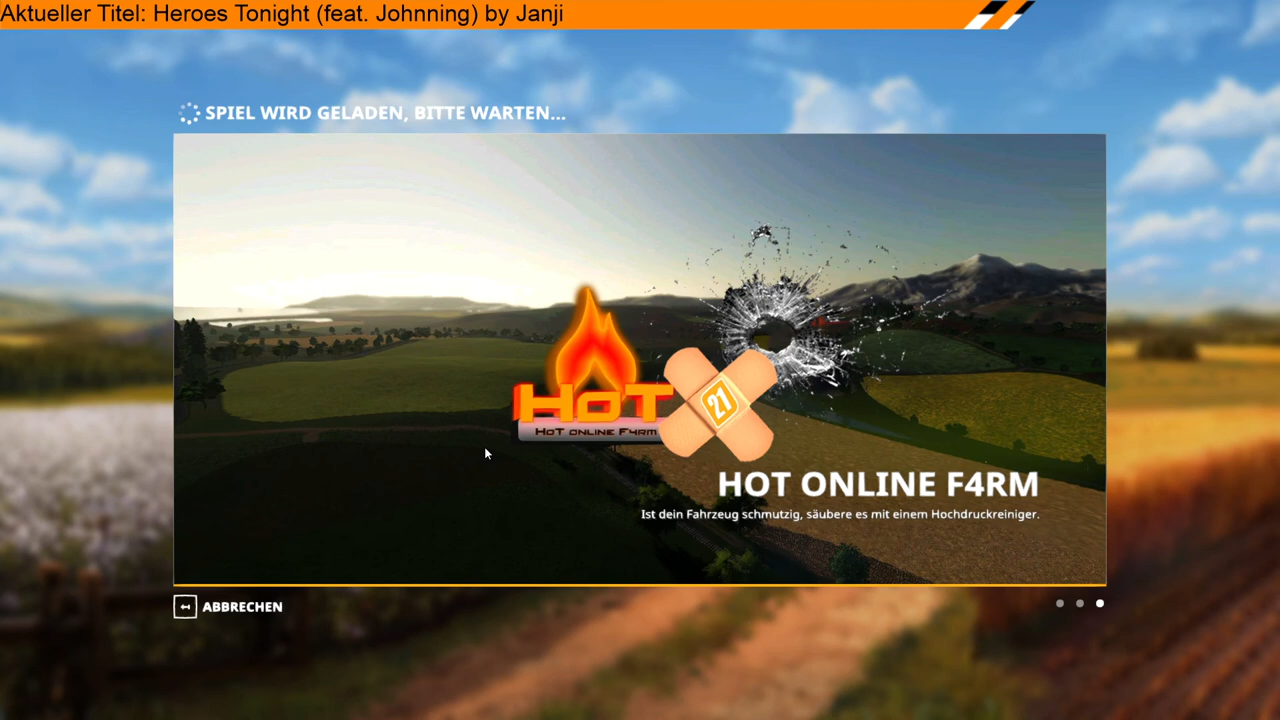 Aktueller Titel: Heroes Tonight (feat. Johnning) by Janji
SPIEL WIRD GELADEN, BITTE WARTEN...
HOT
HOT ONLINE F4RM
21
HOT ONLINE F4RM
Ist dein Fahrzeug schmutzig, säubere es mit einem Hochdruckreiniger.
ABBRECHEN